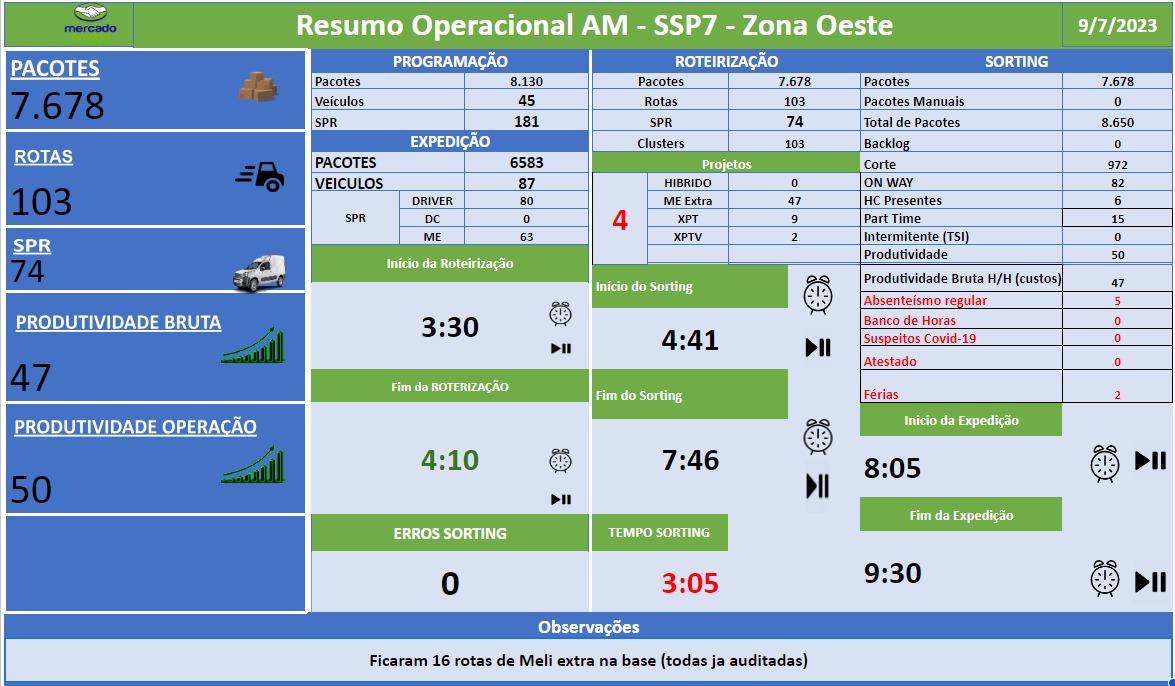 mercado
Resumo Operacional AM - SSP7 - Zona Oeste
9/7/2023
PACOTES
7.678
ROTAS
103
SPR
74
PRODUTIVIDADE BRUTA
47
PRODUTIVIDADE OPERAÇÃO
50
PROGRAMAÇÃO
Pacotes 8.130
Veículos 45
SPR 181
EXPEDIÇÃO
PACOTES 6583
VEICULOS 87
SPR
DRIVER 80
DC 0
ME 63
Início da Roteirização
3:30
Fim da ROTERIZAÇÃO
4:10
ERROS SORTING
0
ROTEIRIZAÇÃO
Pacotes 7.678
Rotas 103
SPR 74
Clusters 103
Projetos
4
HIBRIDO 0
ME Extra 47
XPT 9
XPTV 2
Início do Sorting
4:41
Fim do Sorting
7:46
TEMPO SORTING
3:05
SORTING
Pacotes 7.678
Pacotes Manuais 0
Total de Pacotes 8.650
Backlog 0
Corte 972
ON WAY 82
HC Presentes 6
Part Time 15
Intermitente (TSI) 0
Produtividade 50
Produtividade Bruta H/H (custos) 47
Absenteísmo regular 5
Banco de Horas 0
Suspeitos Covid-19 0
Atestado 0
Férias 2
Inicio da Expedição
8:05
Fim da Expedição
9:30
Observações
Ficaram 16 rotas de Meli extra na base (todas ja auditadas)